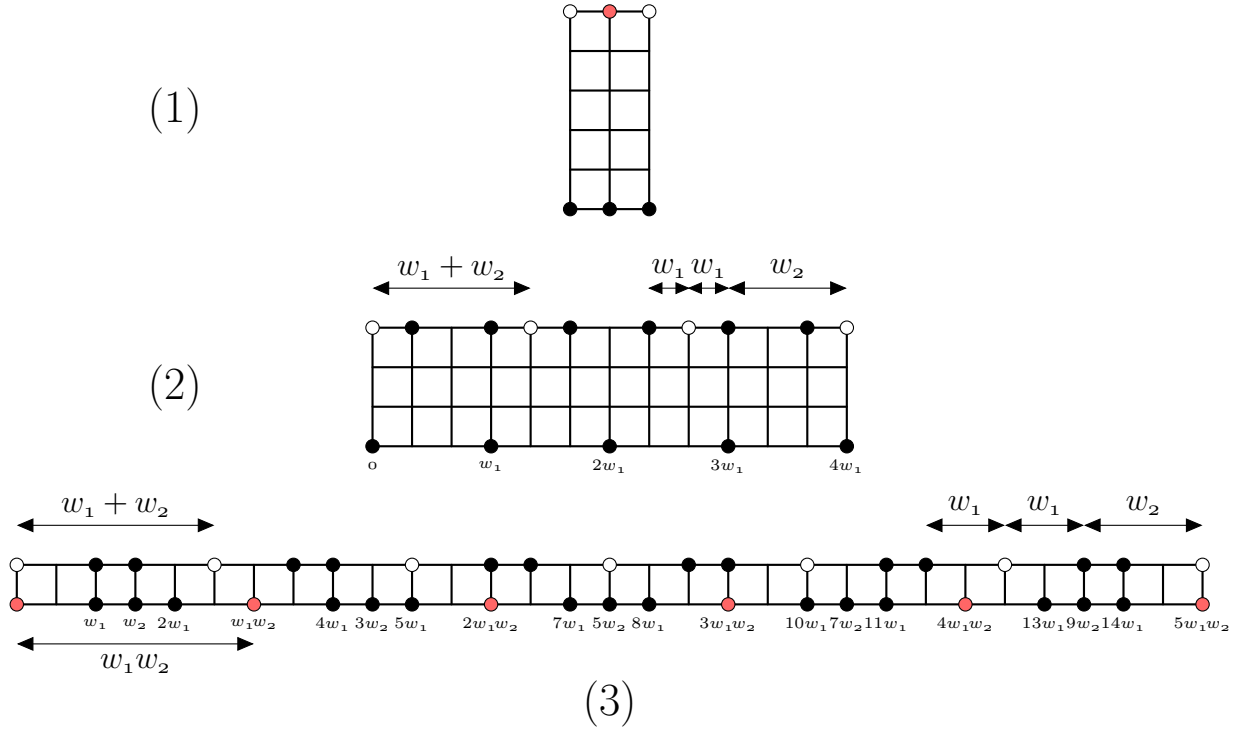 (1)
w₁ + w₂ w₁ w₁ w₂
(2)
0 w₁ 2w₁ 3w₁ 4w₁
w₁ + w₂ w₁ w₁ w₂
w₁ w₂ 2w₁ w₁w₂ 4w₁ 3w₂ 5w₁ 2w₁w₂ 7w₁ 5w₂ 8w₁ 3w₁w₂ 10w₁ 7w₂ 11w₁ 4w₁w₂ 13w₁ 9w₂ 14w₁ 5w₁w₂
w₁w₂
(3)